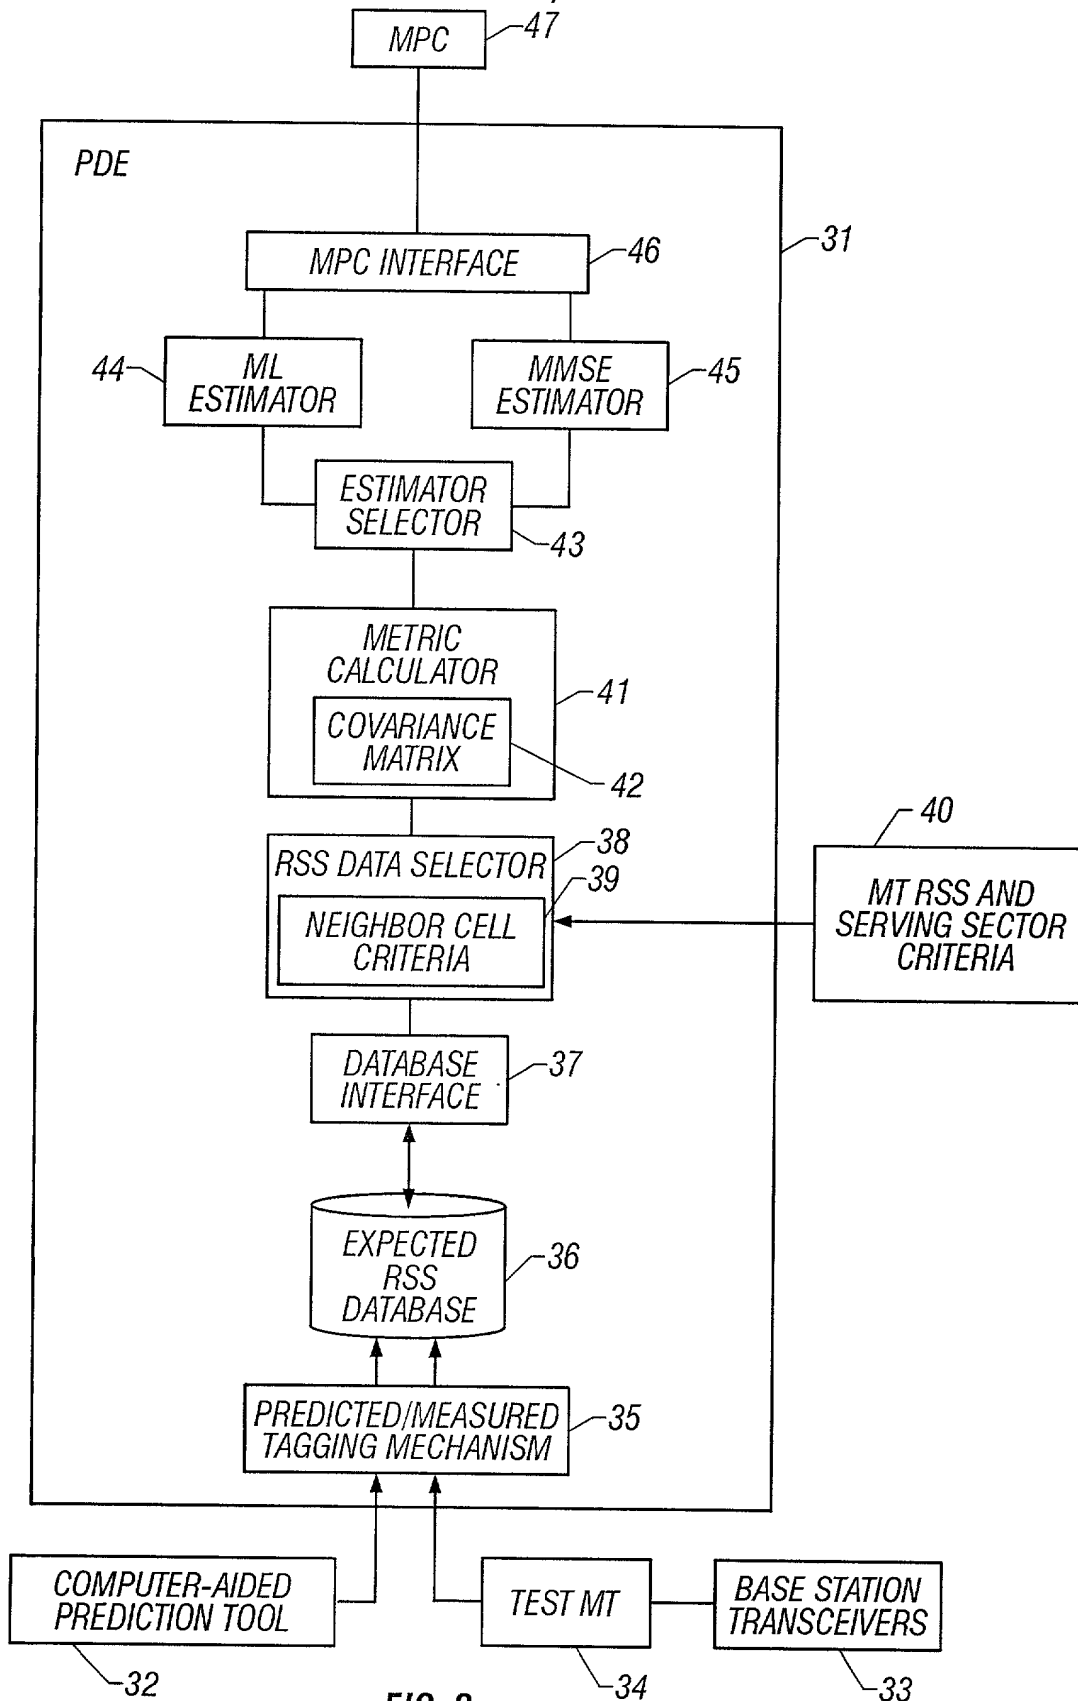 MPC
47
PDE
31
MPC INTERFACE
46
44
ML
ESTIMATOR
MMSE
ESTIMATOR
45
ESTIMATOR
SELECTOR
43
METRIC
CALCULATOR
41
COVARIANCE
MATRIX
42
40
RSS DATA SELECTOR
38
39
NEIGHBOR CELL
CRITERIA
MT RSS AND
SERVING SECTOR
CRITERIA
DATABASE
INTERFACE
37
EXPECTED
RSS
DATABASE
36
PREDICTED/MEASURED
TAGGING MECHANISM
35
COMPUTER-AIDED
PREDICTION TOOL
TEST MT
BASE STATION
TRANSCEIVERS
32
34
33